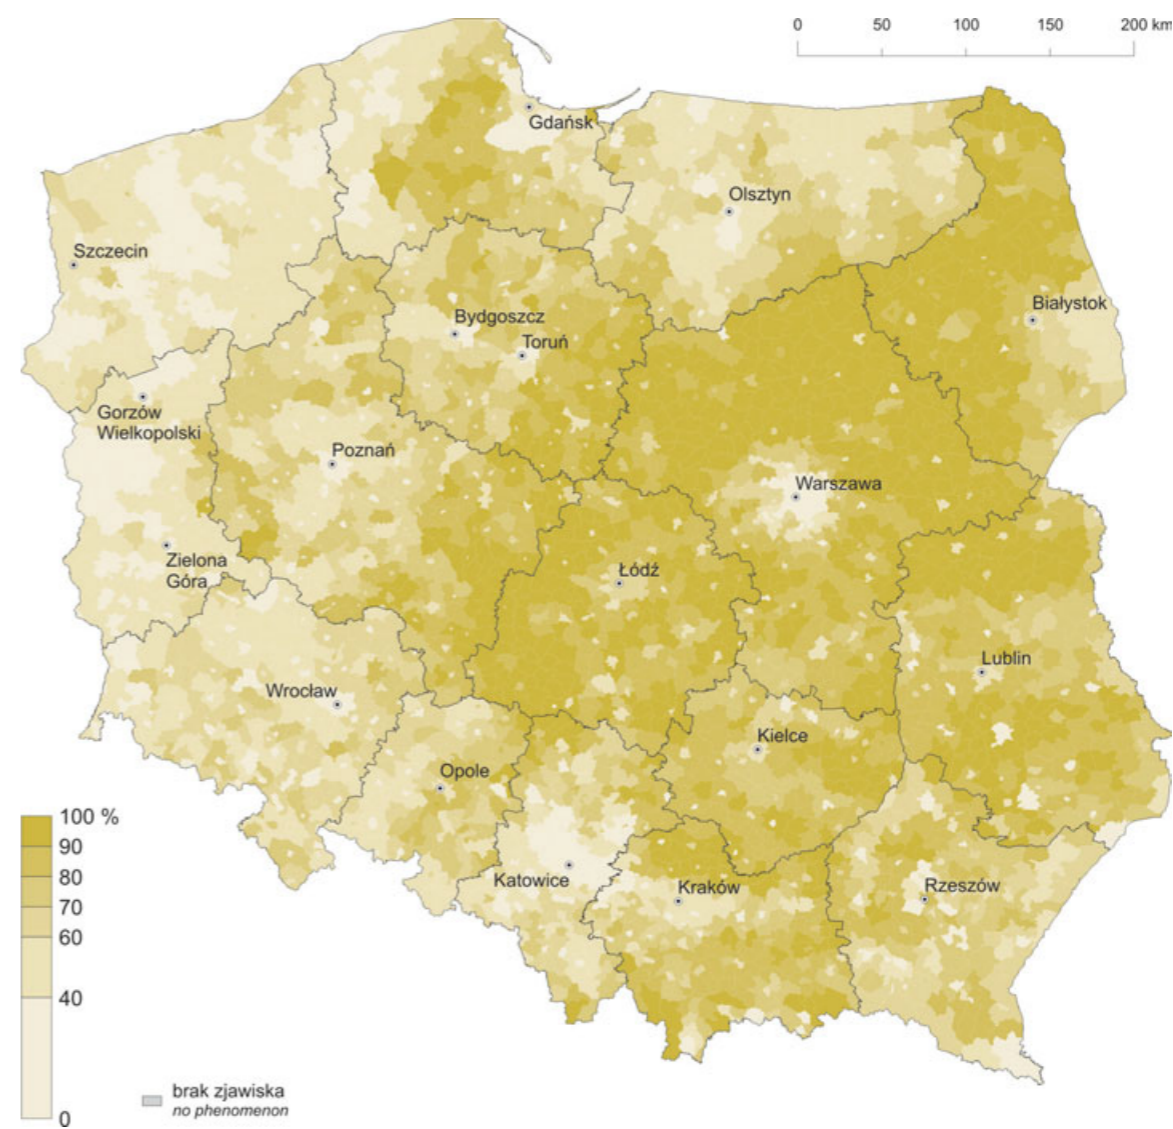 0 50 100 150 200 km
Gdańsk
Olsztyn
Szczecin
Białystok
Bydgoszcz
Toruń
Gorzów
Wielkopolski
Poznań
Warszawa
Zielona
Góra
Łódź
Lublin
Wrocław
Kielce
Opole
Katowice
Kraków
Rzeszów
100 %
90
80
70
60
40
0
brak zjawiska
no phenomenon